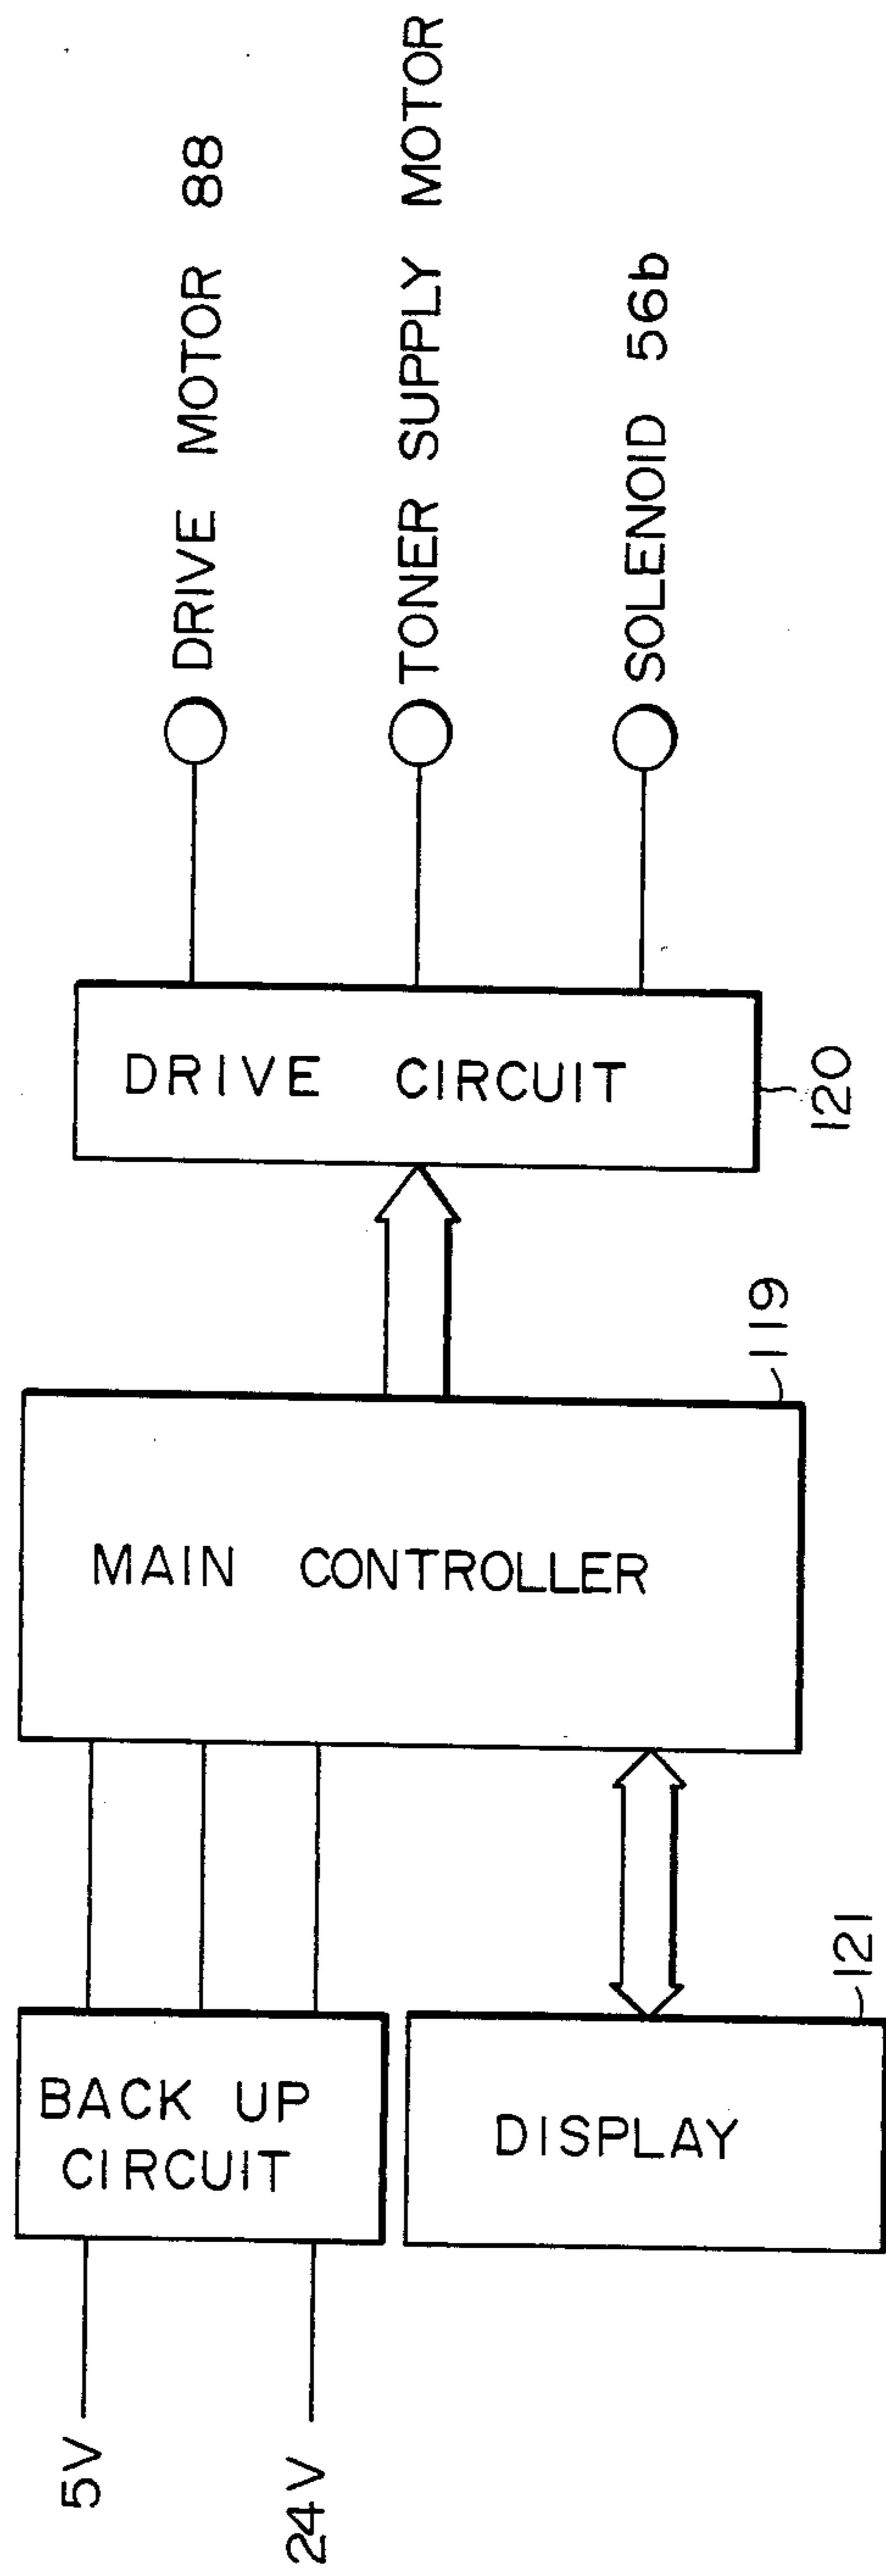 5V
24V
BACK UP
CIRCUIT
DISPLAY
121
MAIN CONTROLLER
119
DRIVE CIRCUIT
120
DRIVE MOTOR 88
TONER SUPPLY MOTOR
SOLENOID 56b